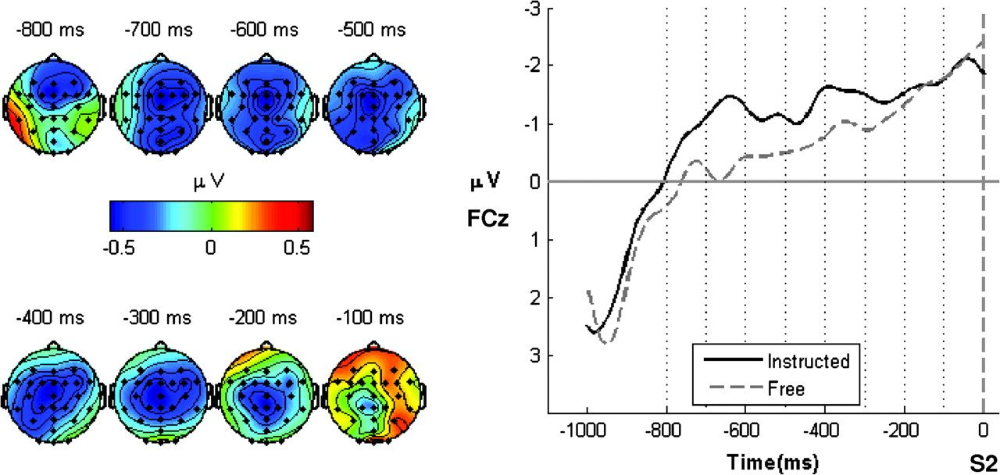 -800 ms -700 ms -600 ms -500 ms
μV
-0.5 0 0.5
-400 ms -300 ms -200 ms -100 ms
-3
-2
-1
μV 0
FCz
1
2
3
Instructed
Free
-1000 -800 -600 -400 -200 0
Time(ms) S2